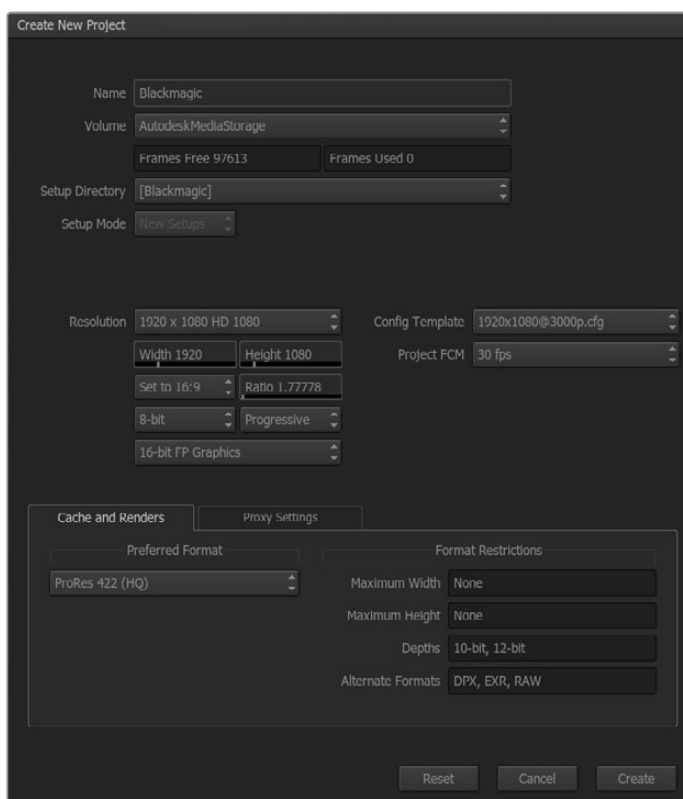 Create New Project
Name Blackmagic
Volume AutodeskMediaStorage
Frames Free 97613 Frames Used 0
Setup Directory [Blackmagic]
Setup Mode New Setups
Resolution 1920 x 1080 HD 1080 Config Template 1920x1080@3000p.cfg
Width 1920 Height 1080 Project FCM 30 fps
Set to 16:9 Ratio 1.77778
8-bit Progressive
16-bit FP Graphics
Cache and Renders Proxy Settings
Preferred Format Format Restrictions
ProRes 422 (HQ) Maximum Width None
Maximum Height None
Depths 10-bit, 12-bit
Alternate Formats DPX, EXR, RAW
Reset Cancel Create